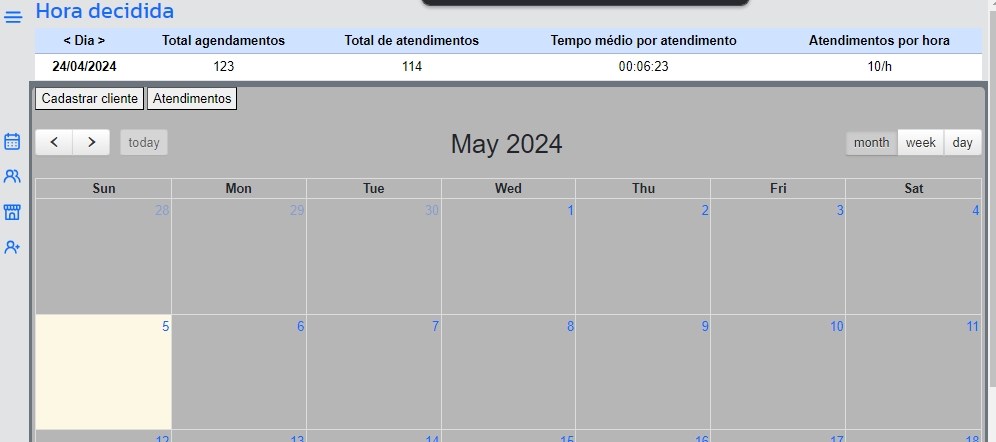 Hora decidida
< Dia > Total agendamentos Total de atendimentos Tempo médio por atendimento Atendimentos por hora
24/04/2024 123 114 00:06:23 10/h
Cadastrar cliente Atendimentos
< > today May 2024 month week day
Sun Mon Tue Wed Thu Fri Sat
28 29 30 1 2 3 4
5 6 7 8 9 10 11
12 13 14 15 16 17 18